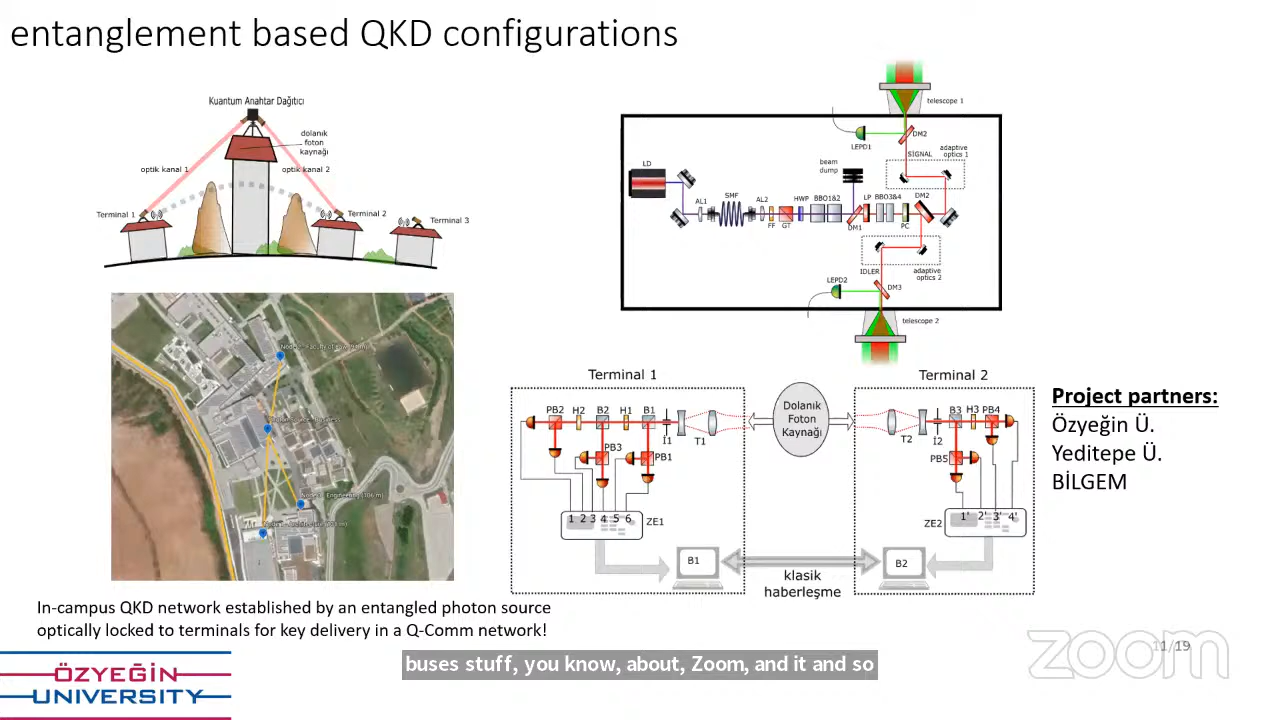 entanglement based QKD configurations
Kuantum Anahtar Dağıtıcı
dolanık
foton
kaynağı
optik kanal 1
optik kanal 2
Terminal 1
Terminal 2
Terminal 3
In-campus QKD network established by an entangled photon source
optically locked to terminals for key delivery in a Q-Comm network!
telescope 1
LEPD1
DM2
SİGNAL
adaptive
optics 1
LD
beam
dump
AL1
SMF
AL2
FF
GT
HWP
BBO1&2
DM1
LP
BBO3&4
PC
DM2
IDLER
adaptive
optics 2
LEPD2
DM3
telescope 2
Terminal 1
PB2
H2
B2
H1
B1
İ1
T1
PB3
PB1
1 2 3 4 5 6
ZE1
B1
Dolanık
Foton
Kaynağı
klasik
haberleşme
Terminal 2
T2
İ2
B3
H3
PB4
PB5
1' 2' 3' 4'
ZE2
B2
Project partners:
Özyeğin Ü.
Yeditepe Ü.
BİLGEM
ÖZYEĞİN
UNIVERSITY
buses stuff, you know, about, Zoom, and it and so
zoom
11/19